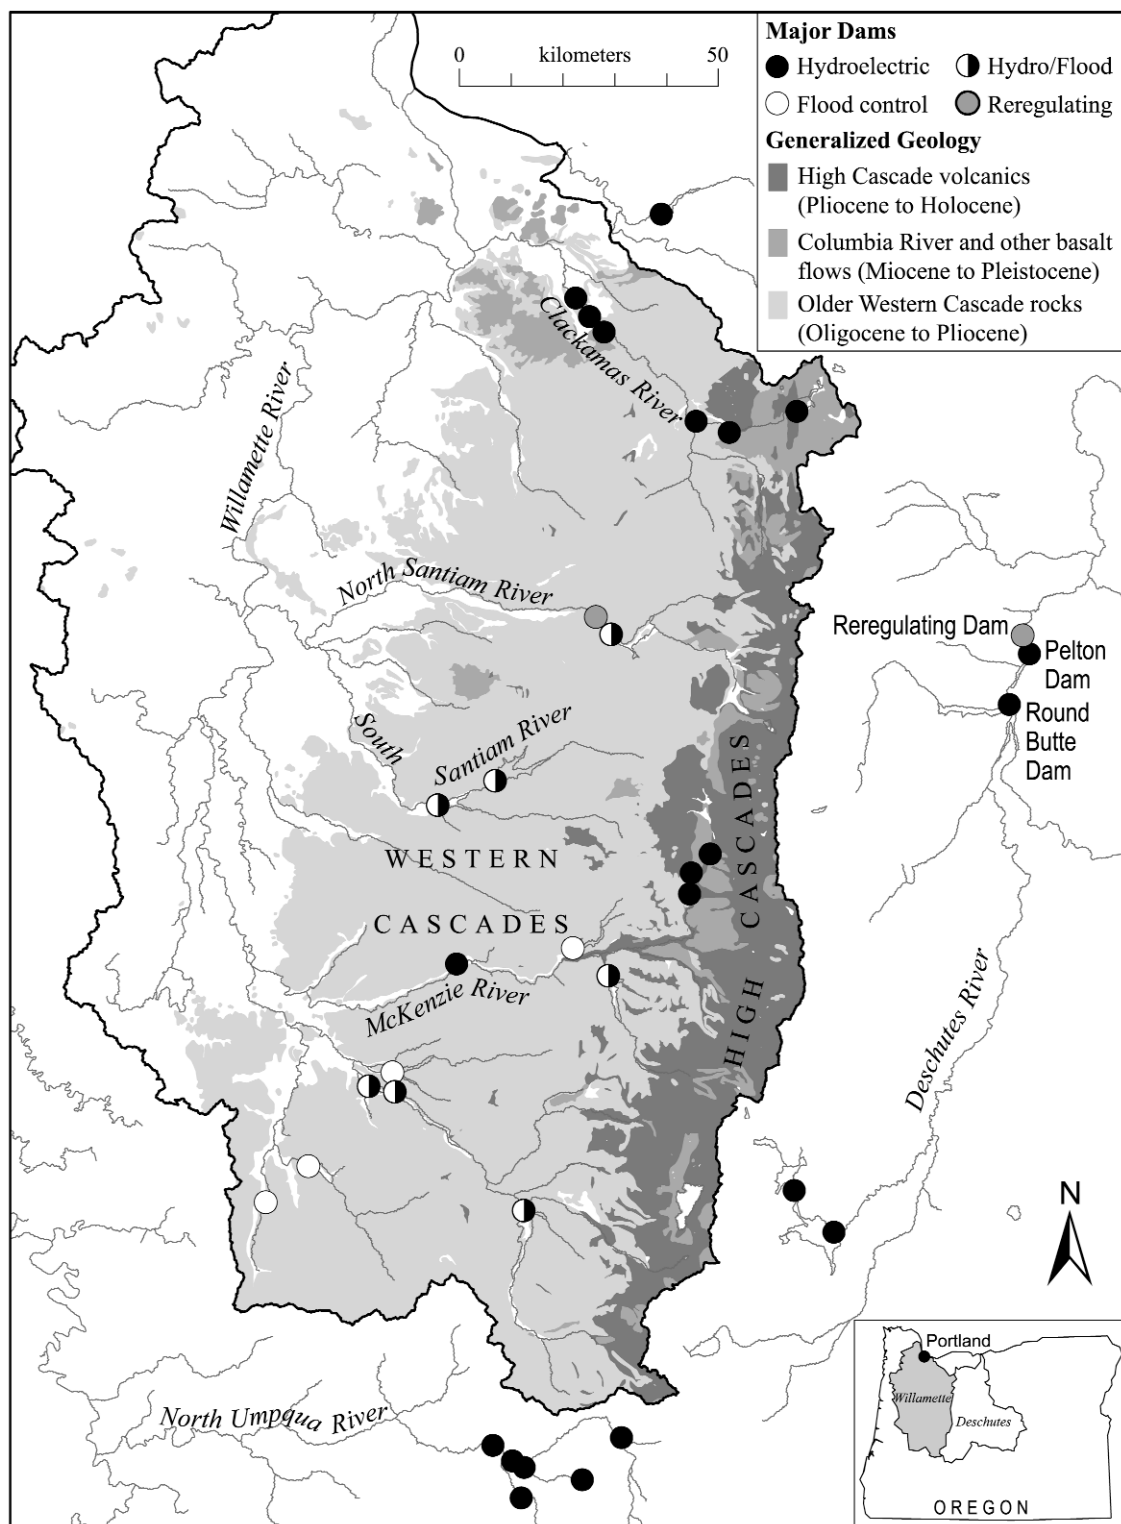 Major Dams
Hydroelectric
Hydro/Flood
Flood control
Reregulating
Generalized Geology
High Cascade volcanics
(Pliocene to Holocene)
Columbia River and other basalt
flows (Miocene to Pleistocene)
Older Western Cascade rocks
(Oligocene to Pliocene)
0 kilometers 50
Clackamas River
Willamette River
North Santiam River
Reregulating Dam
Pelton
Dam
Round
Butte
Dam
South
Santiam River
WESTERN
CASCADES
HIGH CASCADES
McKenzie River
Deschutes River
N
North Umpqua River
Portland
Willamette
Deschutes
OREGON